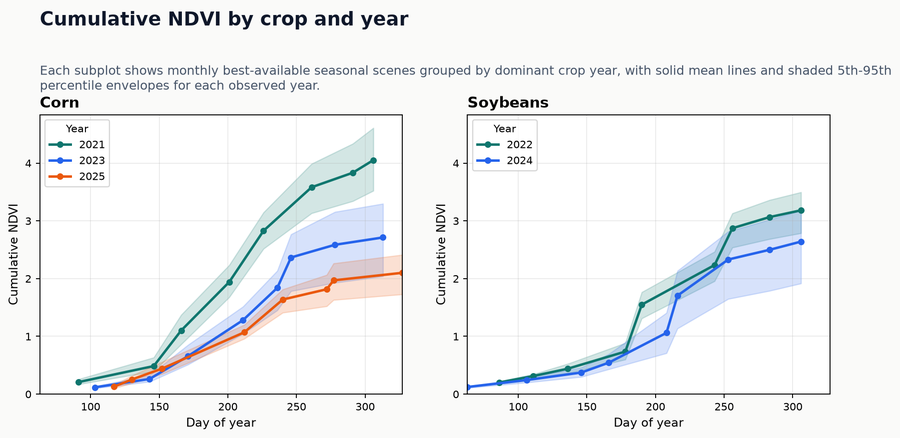 Cumulative NDVI by crop and year
Each subplot shows monthly best-available seasonal scenes grouped by dominant crop year, with solid mean lines and shaded 5th-95th
percentile envelopes for each observed year.
Corn
Year
2021
2023
2025
Cumulative NDVI
4
3
2
1
0
100
150
200
250
300
Day of year
Soybeans
Year
2022
2024
Cumulative NDVI
4
3
2
1
0
100
150
200
250
300
Day of year